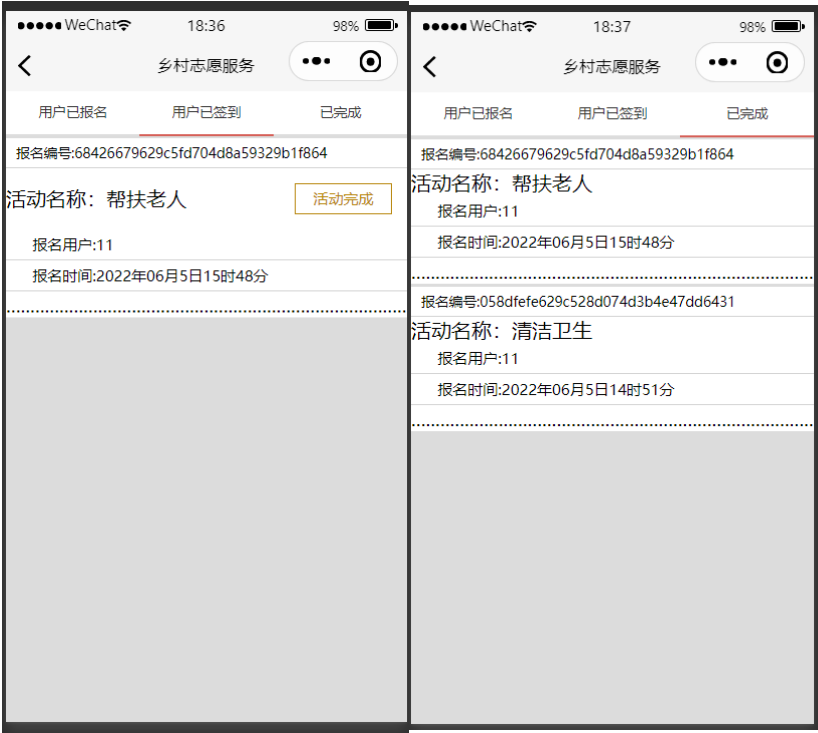 WeChat 18:36 98%
乡村志愿服务
用户已报名 用户已签到 已完成
报名编号:68426679629c5fd704d8a59329b1f864
活动名称：帮扶老人 活动完成
报名用户:11
报名时间:2022年06月5日15时48分
WeChat 18:37 98%
乡村志愿服务
用户已报名 用户已签到 已完成
报名编号:68426679629c5fd704d8a59329b1f864
活动名称：帮扶老人
报名用户:11
报名时间:2022年06月5日15时48分
报名编号:058dfefe629c528d074d3b4e47dd6431
活动名称：清洁卫生
报名用户:11
报名时间:2022年06月5日14时51分